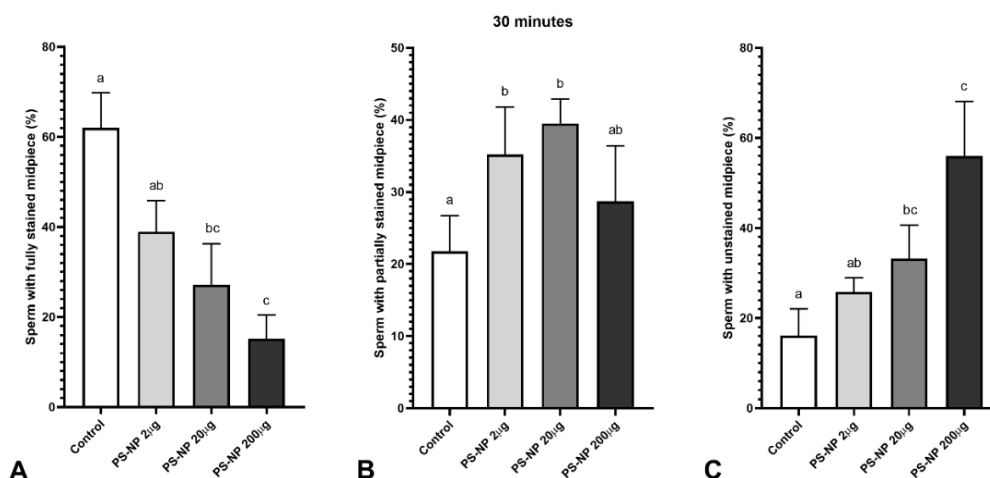 30 minutes
Sperm with fully stained midpiece (%)
80
60
40
20
0
a
ab
bc
c
Control
PS-NP 2μg
PS-NP 20μg
PS-NP 200μg
A
Sperm with partially stained midpiece (%)
50
40
30
20
10
0
a
b
b
ab
Control
PS-NP 2μg
PS-NP 20μg
PS-NP 200μg
B
Sperm with unstained midpiece (%)
80
60
40
20
0
a
ab
bc
c
Control
PS-NP 2μg
PS-NP 20μg
PS-NP 200μg
C